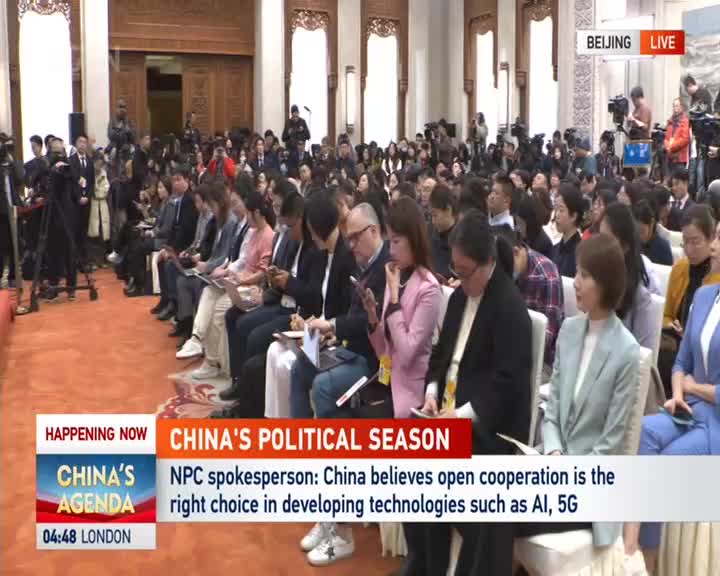 BEIJING LIVE
HAPPENING NOW
CHINA'S POLITICAL SEASON
CHINA'S
AGENDA
NPC spokesperson: China believes open cooperation is the
right choice in developing technologies such as AI, 5G
04:48 LONDON